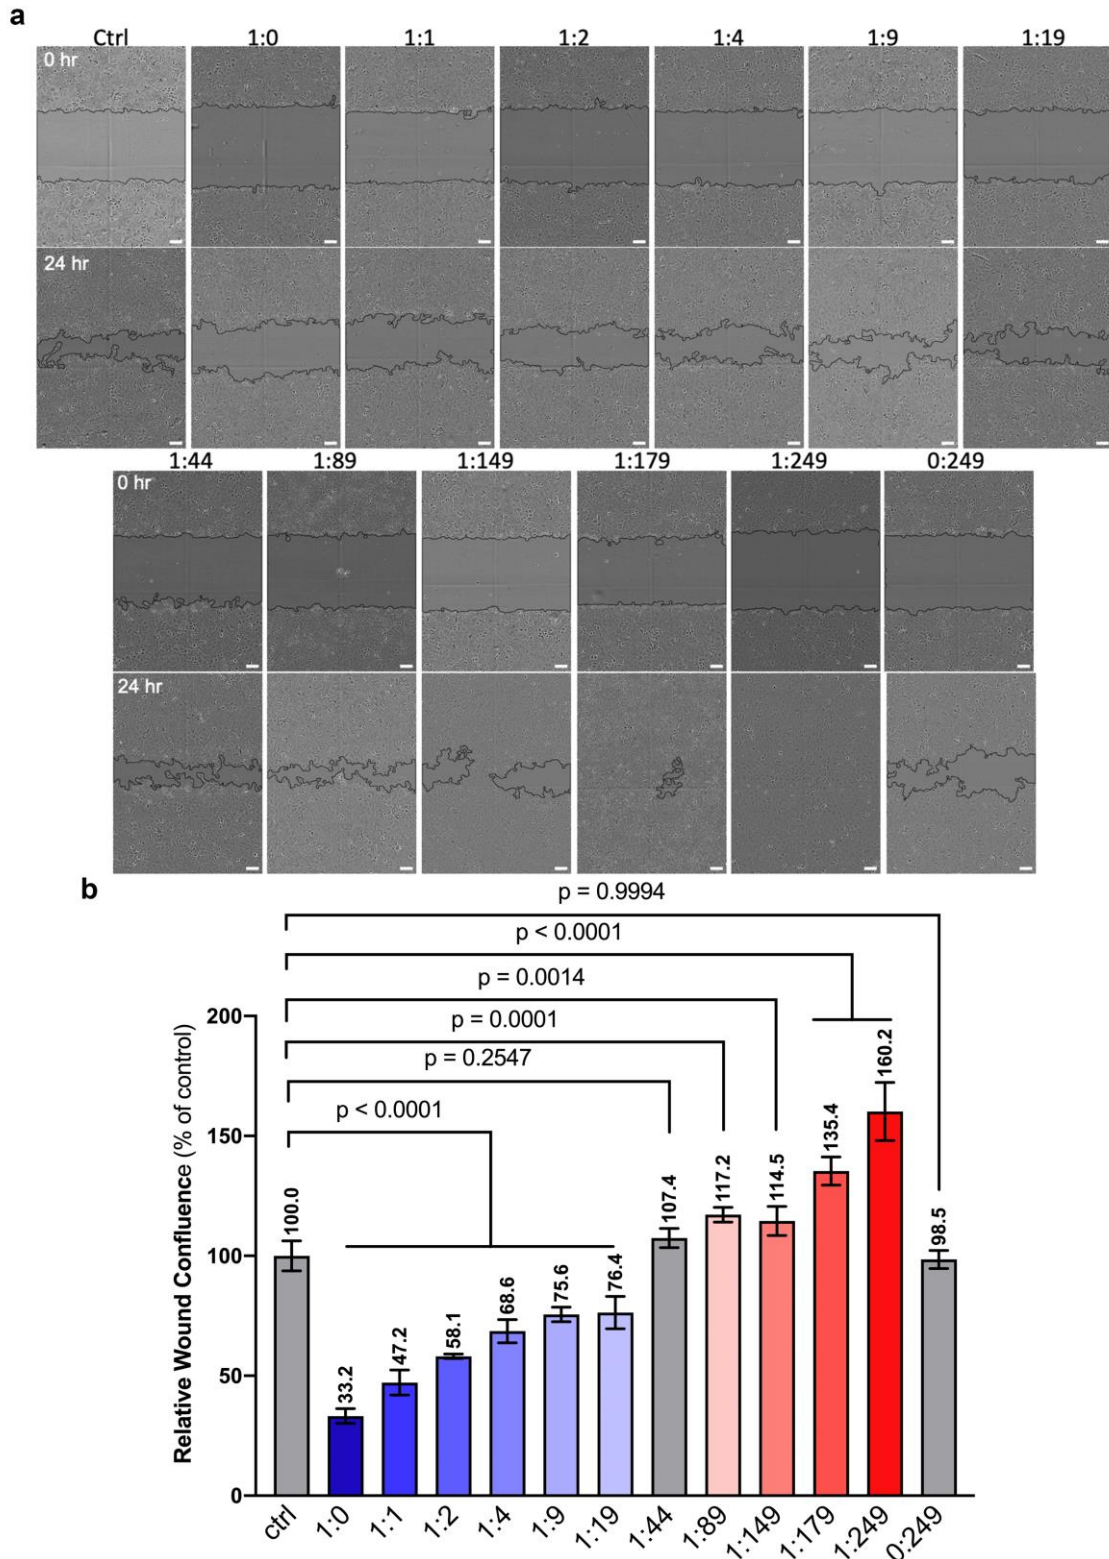 a
Ctrl 1:0 1:1 1:2 1:4 1:9 1:19
0 hr
24 hr
1:44 1:89 1:149 1:179 1:249 0:249
0 hr
24 hr
b
p = 0.9994
p < 0.0001
p = 0.0014
p = 0.0001
p = 0.2547
p < 0.0001
Relative Wound Confluence (% of control)
200
150
100
50
0
100.0
33.2
47.2
58.1
68.6
75.6
76.4
107.4
117.2
114.5
135.4
160.2
98.5
ctrl 1:0 1:1 1:2 1:4 1:9 1:19 1:44 1:89 1:149 1:179 1:249 0:249